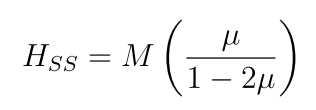 H_{SS} = M \left( \frac{\mu}{1 - 2\mu} \right)